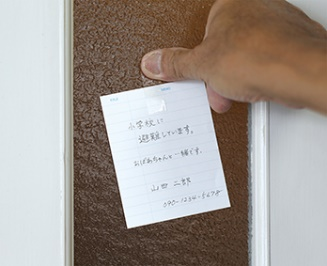 小学校に
避難しています。
おばあちゃんと一緒です。
山田二郎
090-1234-5678